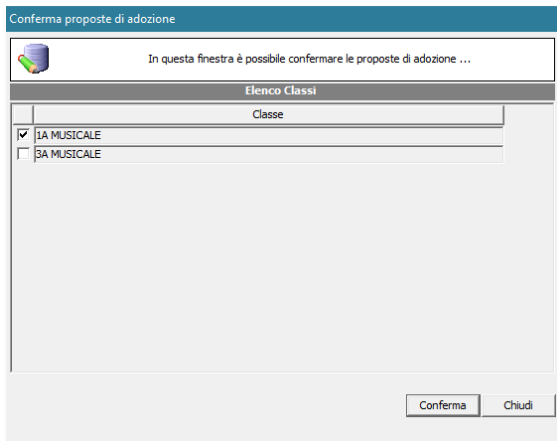 Conferma proposte di adozione
In questa finestra è possibile confermare le proposte di adozione ...
Elenco Classi
Classe
1A MUSICALE
3A MUSICALE
Conferma Chiudi